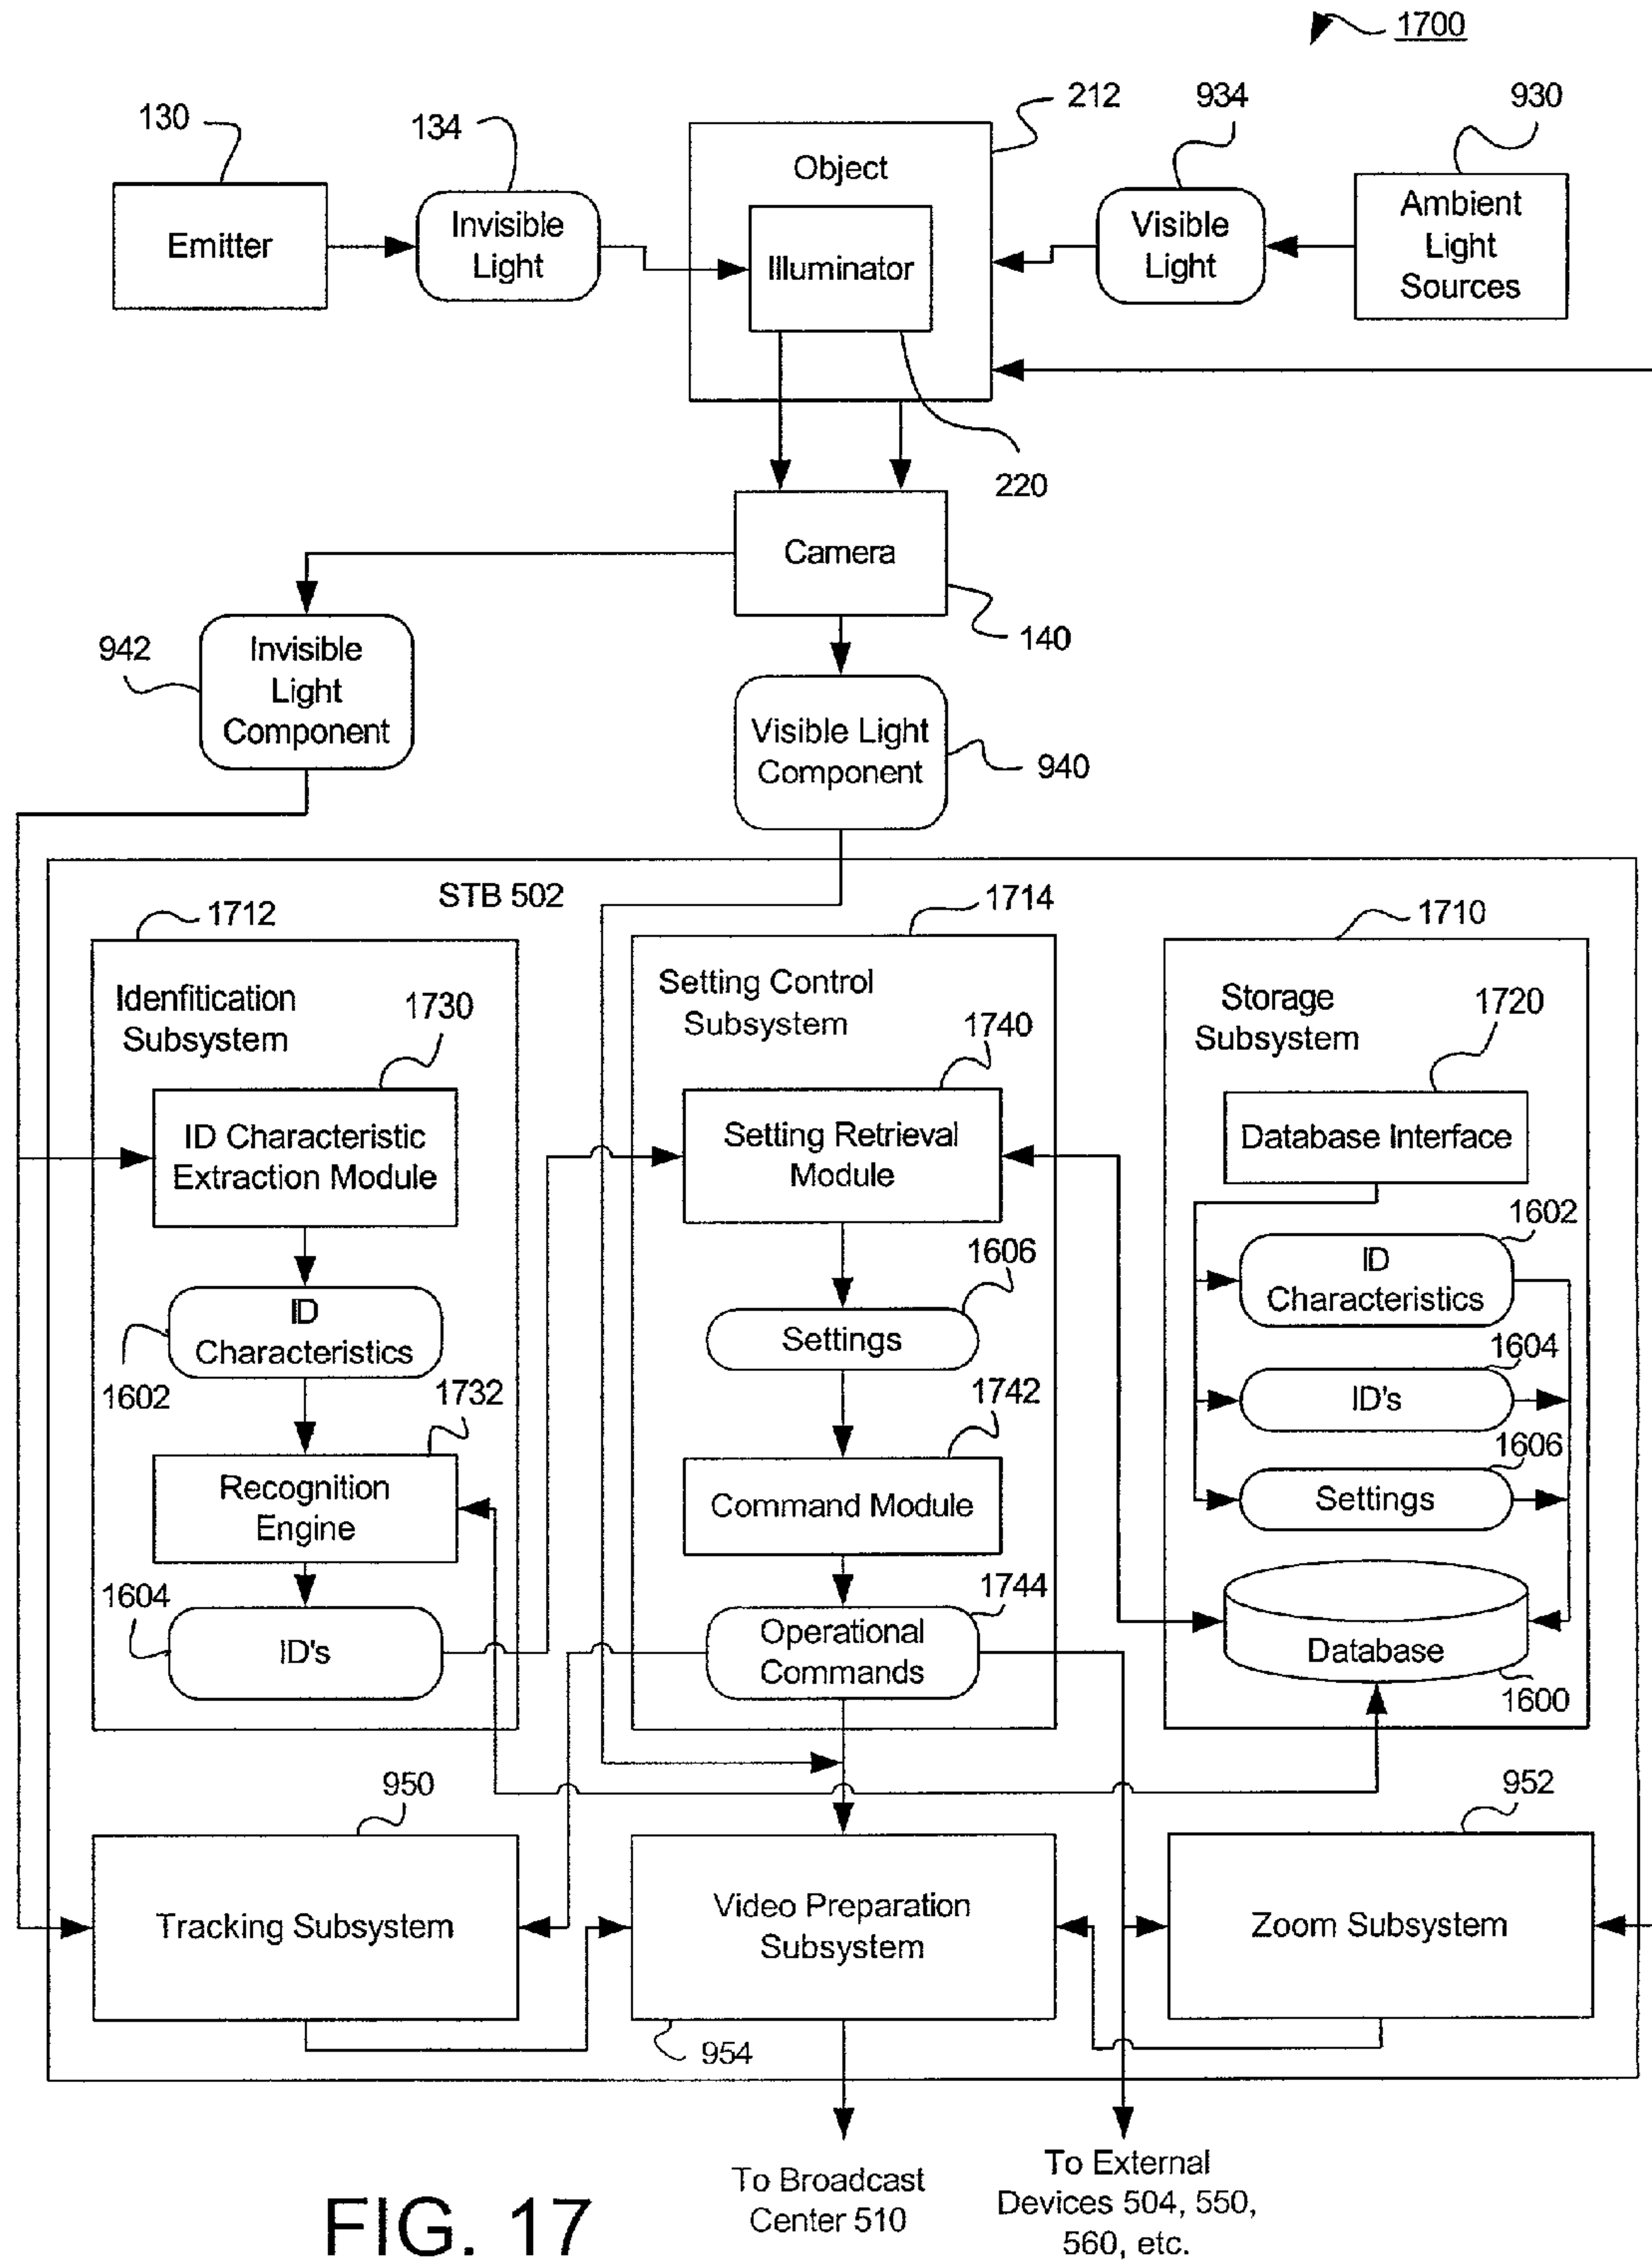 1700
130
134
212
934
930
Object
Emitter
Invisible
Light
Illuminator
Visible
Light
Ambient
Light
Sources
220
Camera
140
942
Invisible
Light
Component
Visible Light
Component
940
STB 502
1712
1714
1710
Idenfitication
Subsystem
1730
Setting Control
Subsystem
1740
Storage
Subsystem
1720
ID Characteristic
Extraction Module
Setting Retrieval
Module
Database Interface
1602
ID
Characteristics
1606
ID
Characteristics
Settings
1604
ID's
1602
1732
1742
1606
Settings
Recognition
Engine
Command Module
1604
ID's
1744
Operational
Commands
Database
1600
950
952
Tracking Subsystem
Video Preparation
Subsystem
Zoom Subsystem
954
To Broadcast
Center 510
To External
Devices 504, 550,
560, etc.
FIG. 17